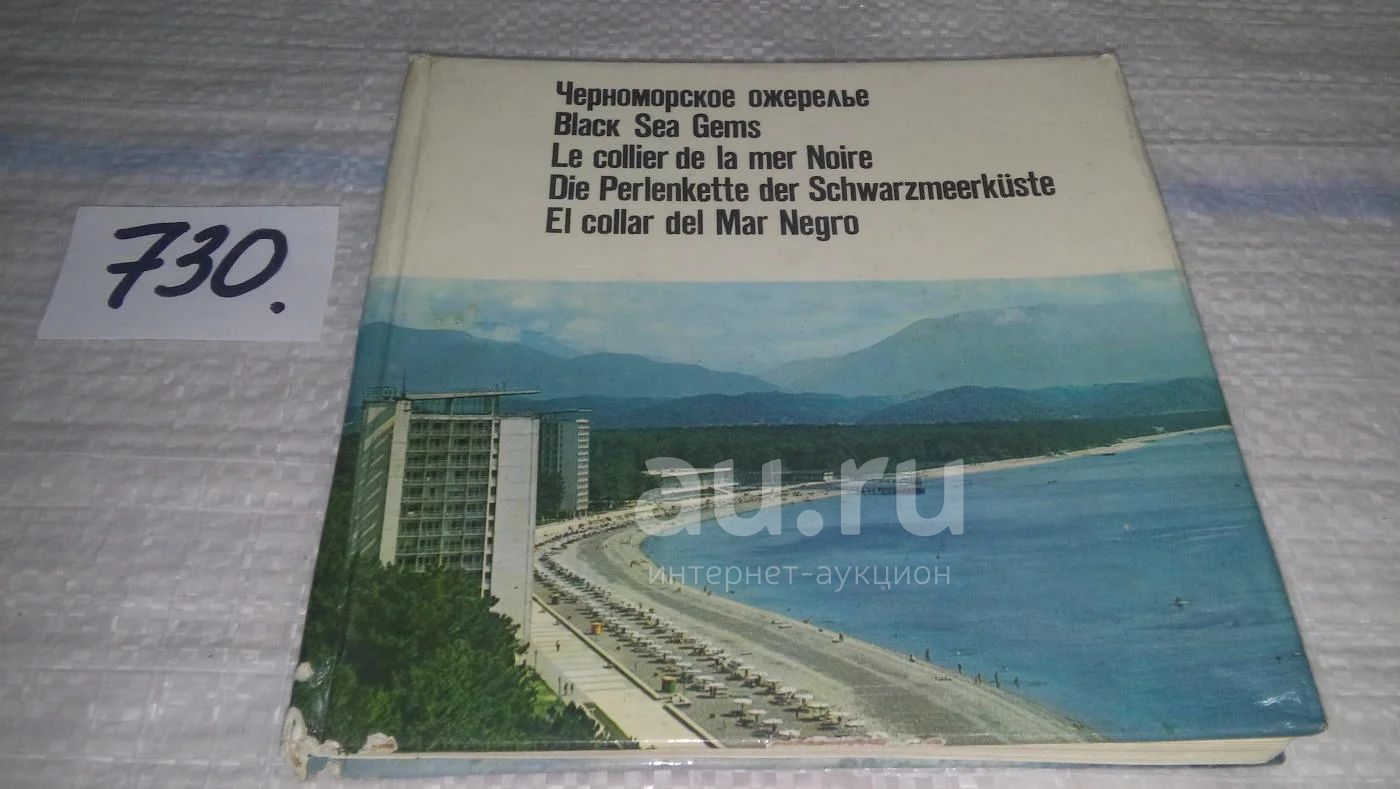 Черноморское ожерелье
Black Sea Gems
Le collier de la mer Noire
Die Perlenkette der Schwarzmeerküste
El collar del Mar Negro
730.
au.ru
интернет-аукцион